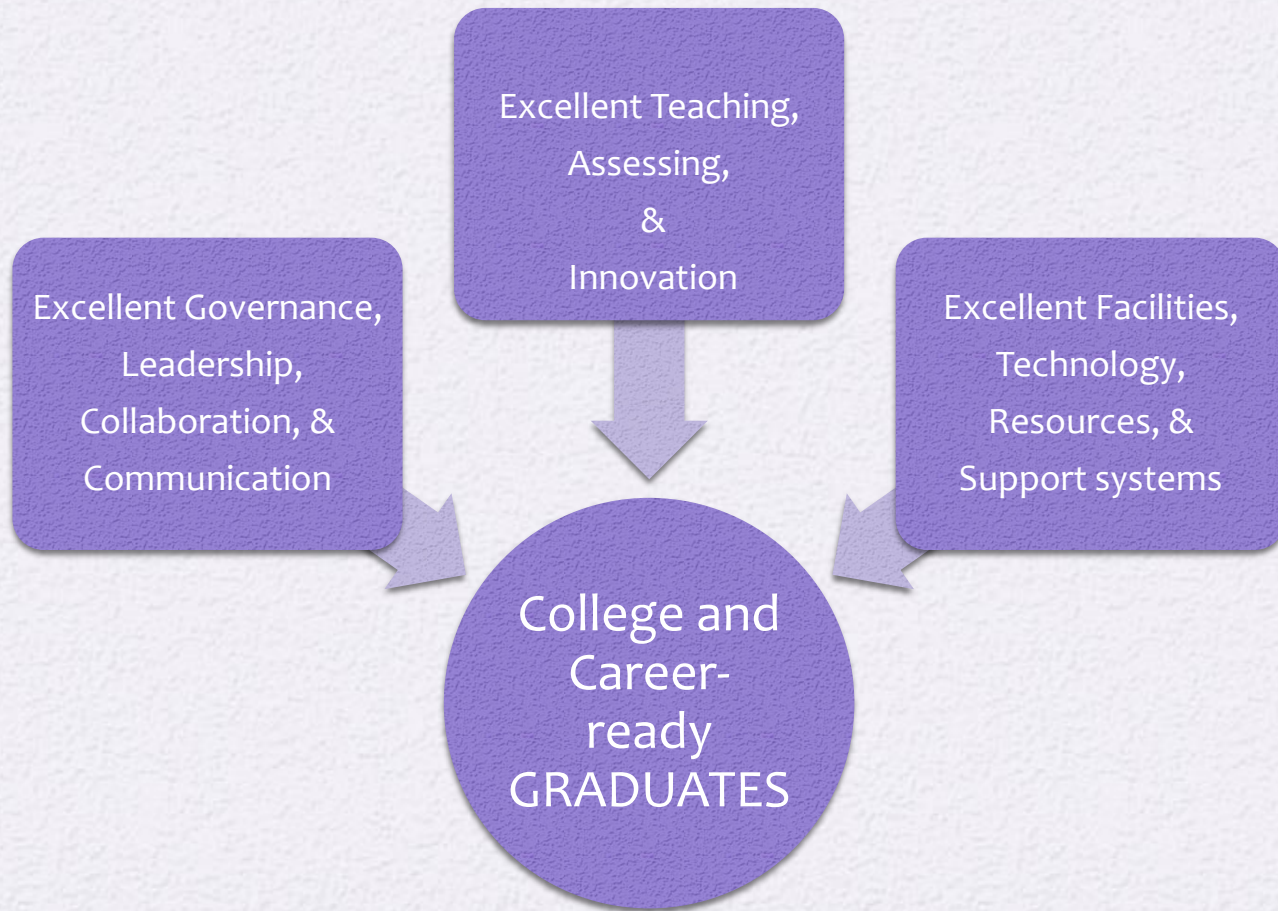 Excellent Teaching,
Assessing,
&
Innovation
Excellent Governance,
Leadership,
Collaboration, &
Communication
Excellent Facilities,
Technology,
Resources, &
Support systems
College and
Career-
ready
GRADUATES